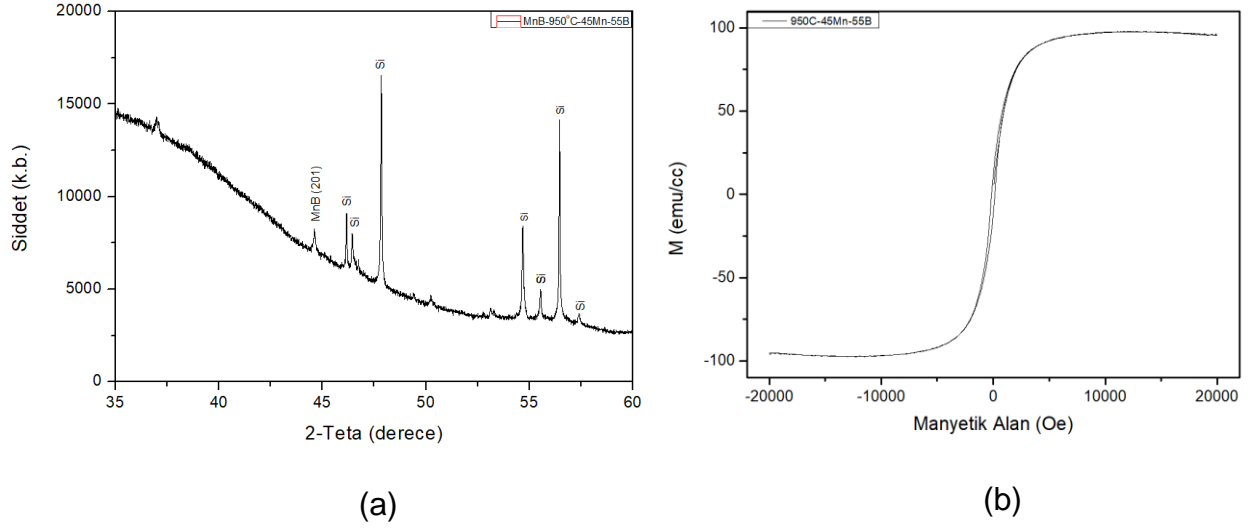 MnB-950°C-45Mn-55B
20000
15000
10000
5000
0
Siddet (k.b.)
MnB (201)
Si
Si
Si
Si
Si
Si
Si
35
40
45
50
55
60
2-Teta (derece)
(a)
950C-45Mn-55B
100
50
0
-50
-100
M (emu/cc)
-20000
-10000
0
10000
20000
Manyetik Alan (Oe)
(b)